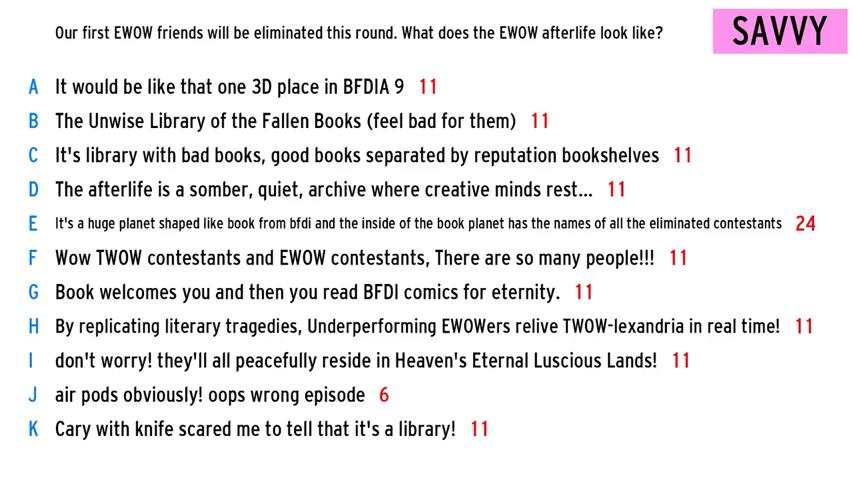 Our first EWOW friends will be eliminated this round. What does the EWOW afterlife look like?
SAVVY
A It would be like that one 3D place in BFDIA 9 11
B The Unwise Library of the Fallen Books (feel bad for them) 11
C It's library with bad books, good books separated by reputation bookshelves 11
D The afterlife is a somber, quiet, archive where creative minds rest... 11
E It's a huge planet shaped like book from bfdi and the inside of the book planet has the names of all the eliminated contestants 24
F Wow TWOW contestants and EWOW contestants, There are so many people!!! 11
G Book welcomes you and then you read BFDI comics for eternity. 11
H By replicating literary tragedies, Underperforming EWOWers relive TWOW-lexandria in real time! 11
I don't worry! they'll all peacefully reside in Heaven's Eternal Luscious Lands! 11
J air pods obviously! oops wrong episode 6
K Cary with knife scared me to tell that it's a library! 11